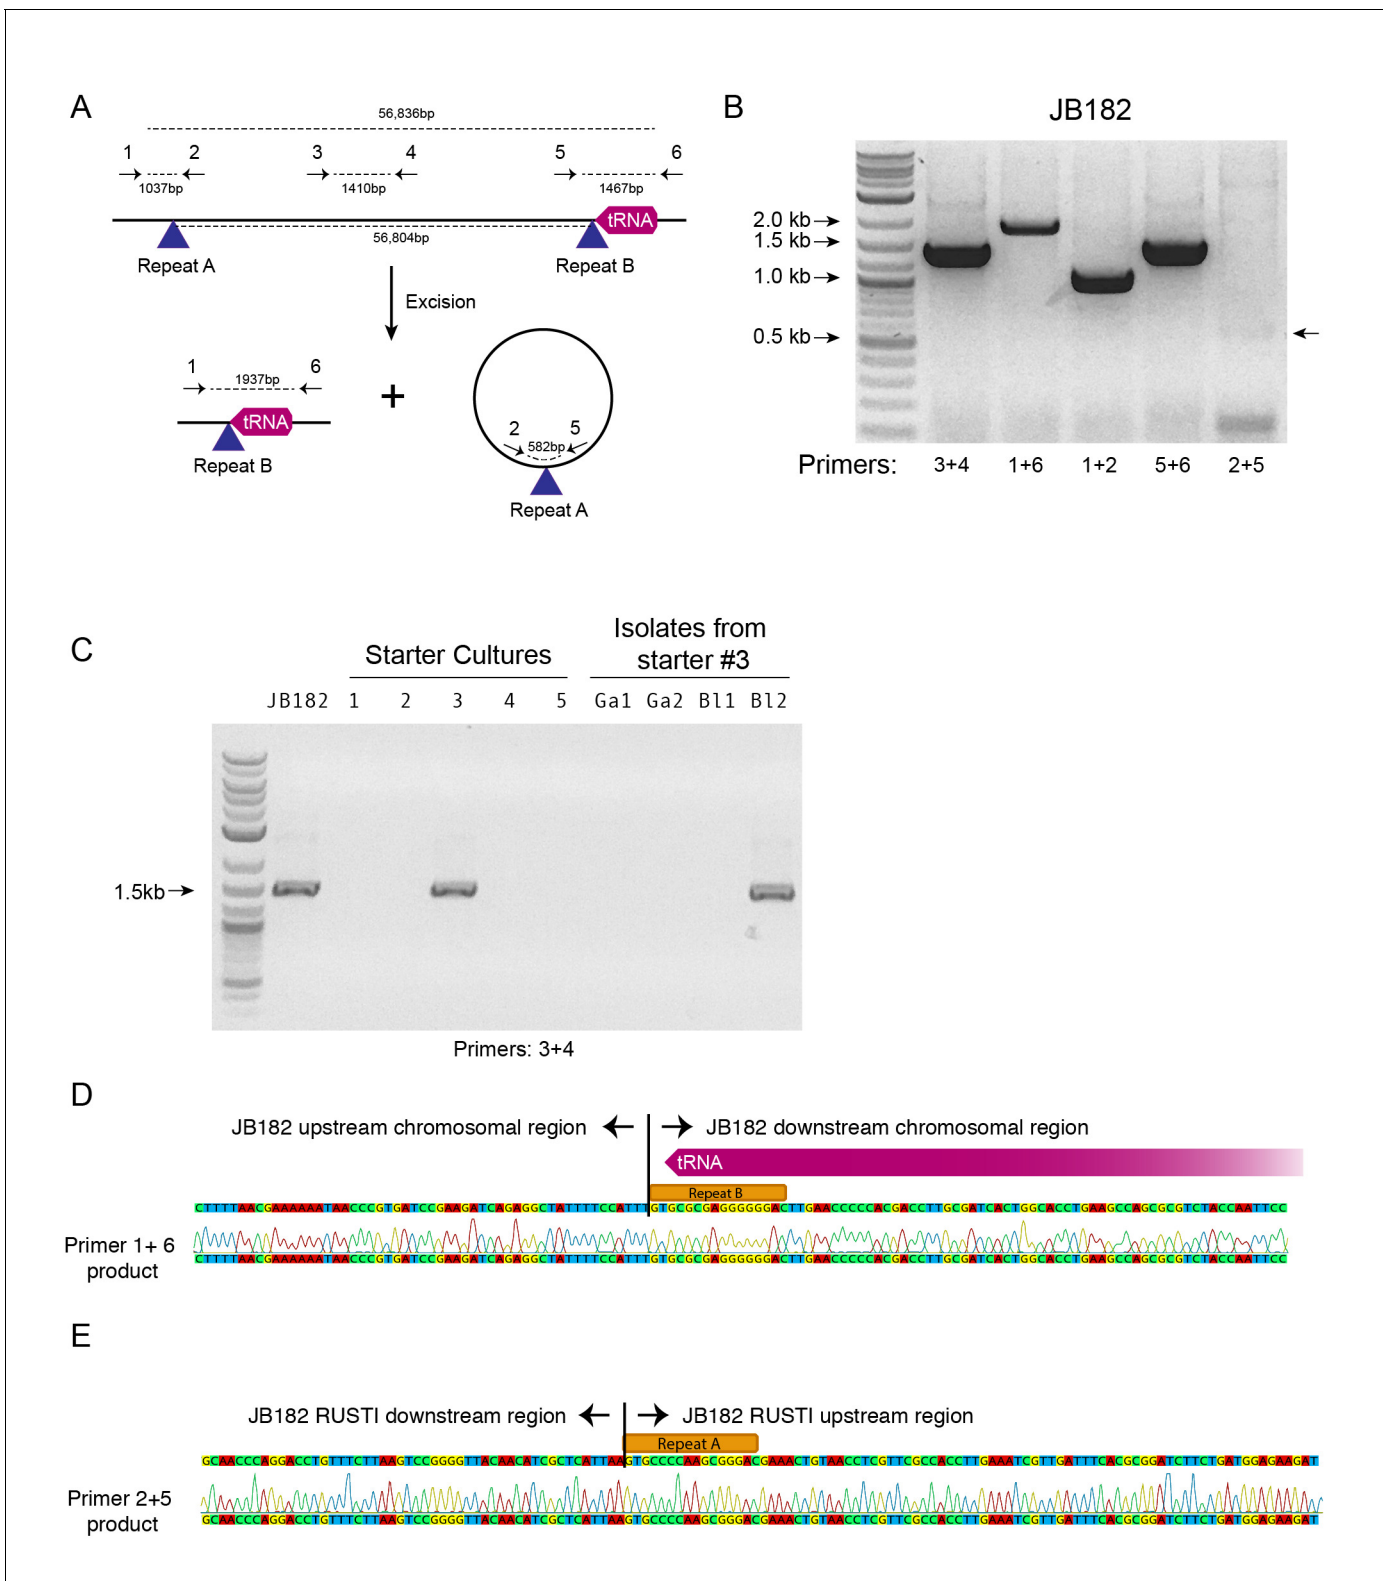 A
56,836bp
1 2 3 4 5 6
1037bp 1410bp 1467bp
tRNA
56,804bp
Repeat A Repeat B
Excision
1 1937bp 6
tRNA
Repeat B
+
2 5
582bp
Repeat A
B
JB182
2.0 kb
1.5 kb
1.0 kb
0.5 kb
Primers: 3+4 1+6 1+2 5+6 2+5
C
Starter Cultures
Isolates from
starter #3
JB182 1 2 3 4 5 Ga1 Ga2 Bl1 Bl2
1.5kb
Primers: 3+4
D
JB182 upstream chromosomal region JB182 downstream chromosomal region
tRNA
Repeat B
CTTTTAACGAAAAAATAACCCGTGATCCGAAGATCAGAGGCTATTTTCCATTTGTGCGCGAGGGGGGACTTGAACCCCCACGACCTTGCGATCACTGGCACCTGAAGCCAGCGCGTCTACCAATTCC
Primer 1+ 6
product
CTTTTAACGAAAAAATAACCCGTGATCCGAAGATCAGAGGCTATTTTCCATTTGTGCGCGAGGGGGGACTTGAACCCCCACGACCTTGCGATCACTGGCACCTGAAGCCAGCGCGTCTACCAATTCC
E
JB182 RUSTI downstream region JB182 RUSTI upstream region
Repeat A
GCAACCCAGGACCTGTTTCTTAAGTCCGGGGTTACAACATCGCTCATTAAGTGCCCCAAGCGGGACGAAACTGTAACCTCGTTCGCCACCTTGAAATCGTTGATTTCACGCGGATCTTCTGATGGAGAAGAT
Primer 2+5
product
GCAACCCAGGACCTGTTTCTTAAGTCCGGGGTTACAACATCGCTCATTAAGTGCCCCAAGCGGGACGAAACTGTAACCTCGTTCGCCACCTTGAAATCGTTGATTTCACGCGGATCTTCTGATGGAGAAGAT